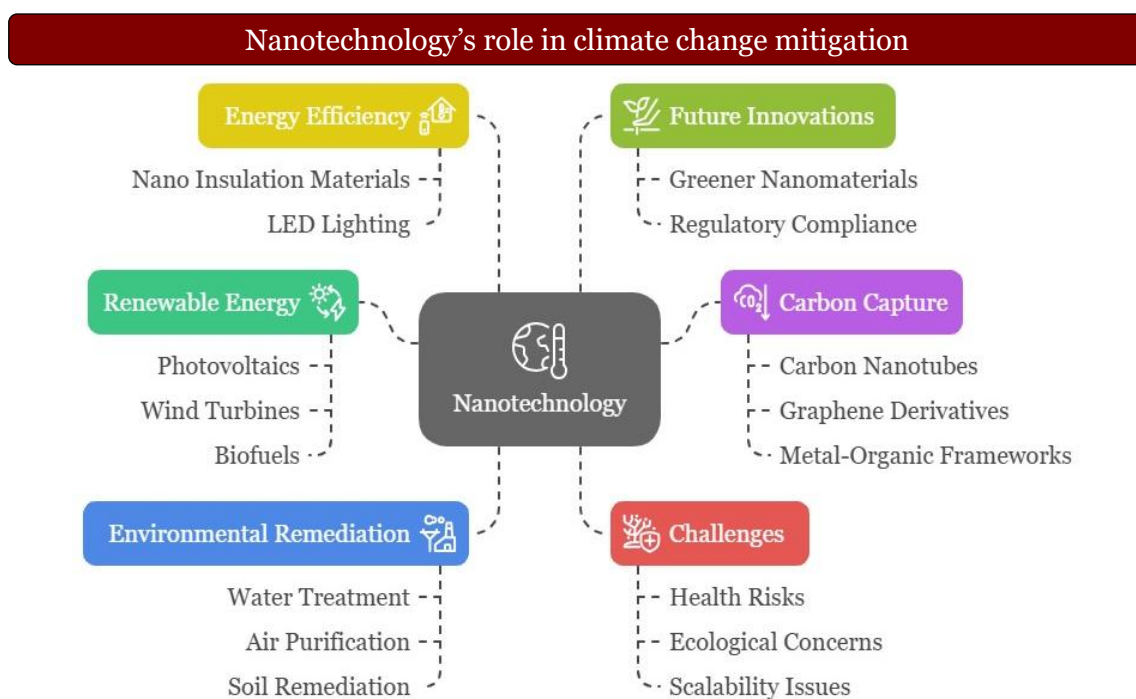 Nanotechnology’s role in climate change mitigation
Energy Efficiency
Nano Insulation Materials
LED Lighting
Renewable Energy
Photovoltaics
Wind Turbines
Biofuels
Environmental Remediation
Water Treatment
Air Purification
Soil Remediation
Nanotechnology
Future Innovations
Greener Nanomaterials
Regulatory Compliance
CO₂
Carbon Capture
Carbon Nanotubes
Graphene Derivatives
Metal-Organic Frameworks
Challenges
Health Risks
Ecological Concerns
Scalability Issues